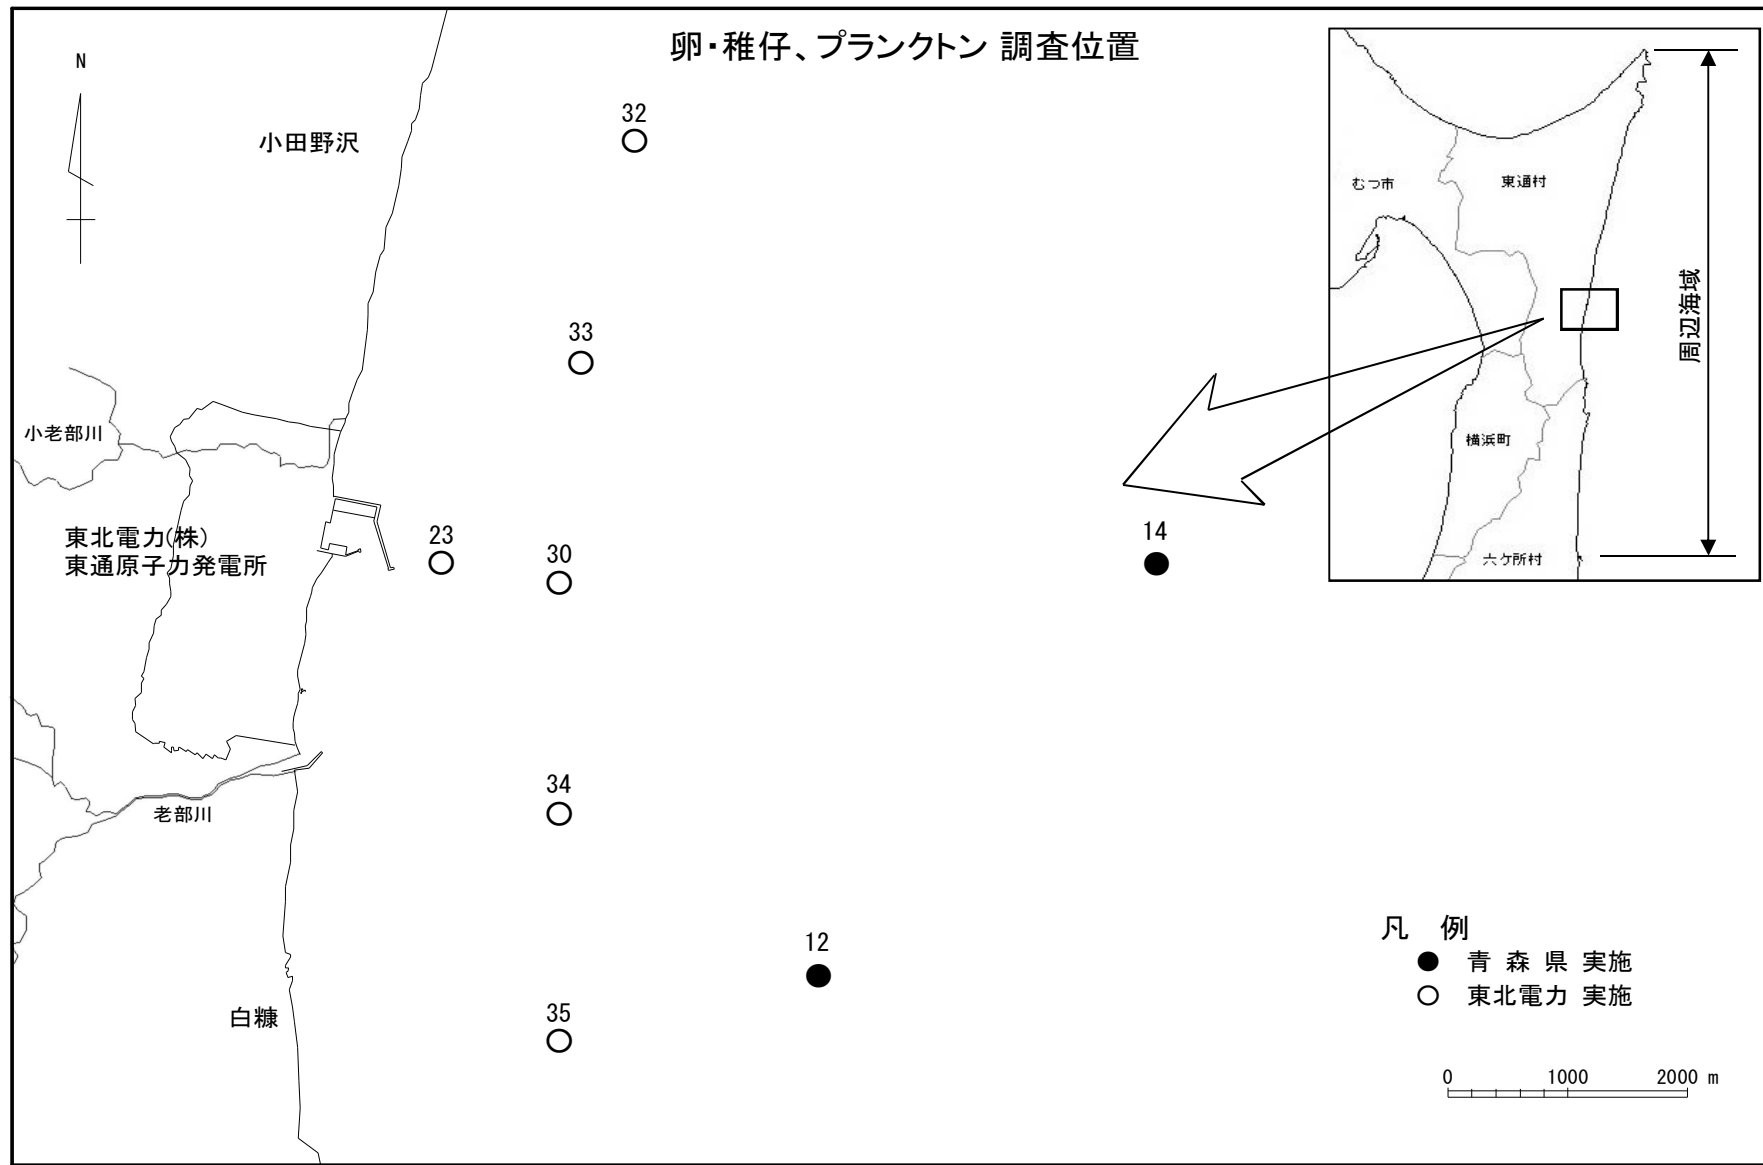 卵・稚仔、プランクトン 調査位置
N
小田野沢
32
33
小老部川
東北電力(株)
東通原子力発電所
23
30
14
34
老部川
12
白糠
35
むつ市
東通村
横浜町
六ケ所村
周辺海域
凡 例
● 青 森 県 実施
○ 東北電力 実施
0 1000 2000 m